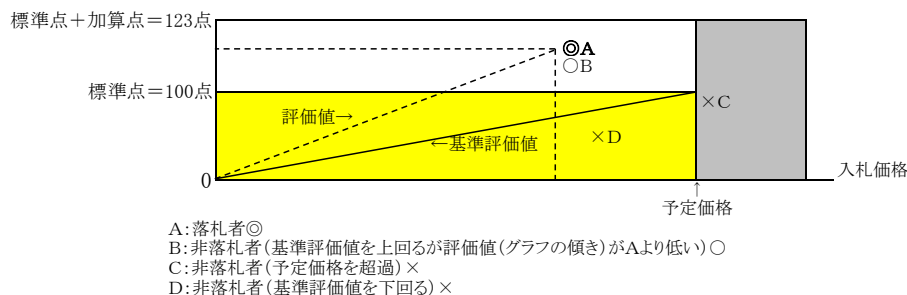 標準点＋加算点＝123点
◎A
○B
標準点＝100点
×C
評価値→
←基準評価値
×D
0
入札価格
↑
予定価格
A：落札者◎
B：非落札者（基準評価値を上回るが評価値（グラフの傾き）がAより低い）○
C：非落札者（予定価格を超過）×
D：非落札者（基準評価値を下回る）×